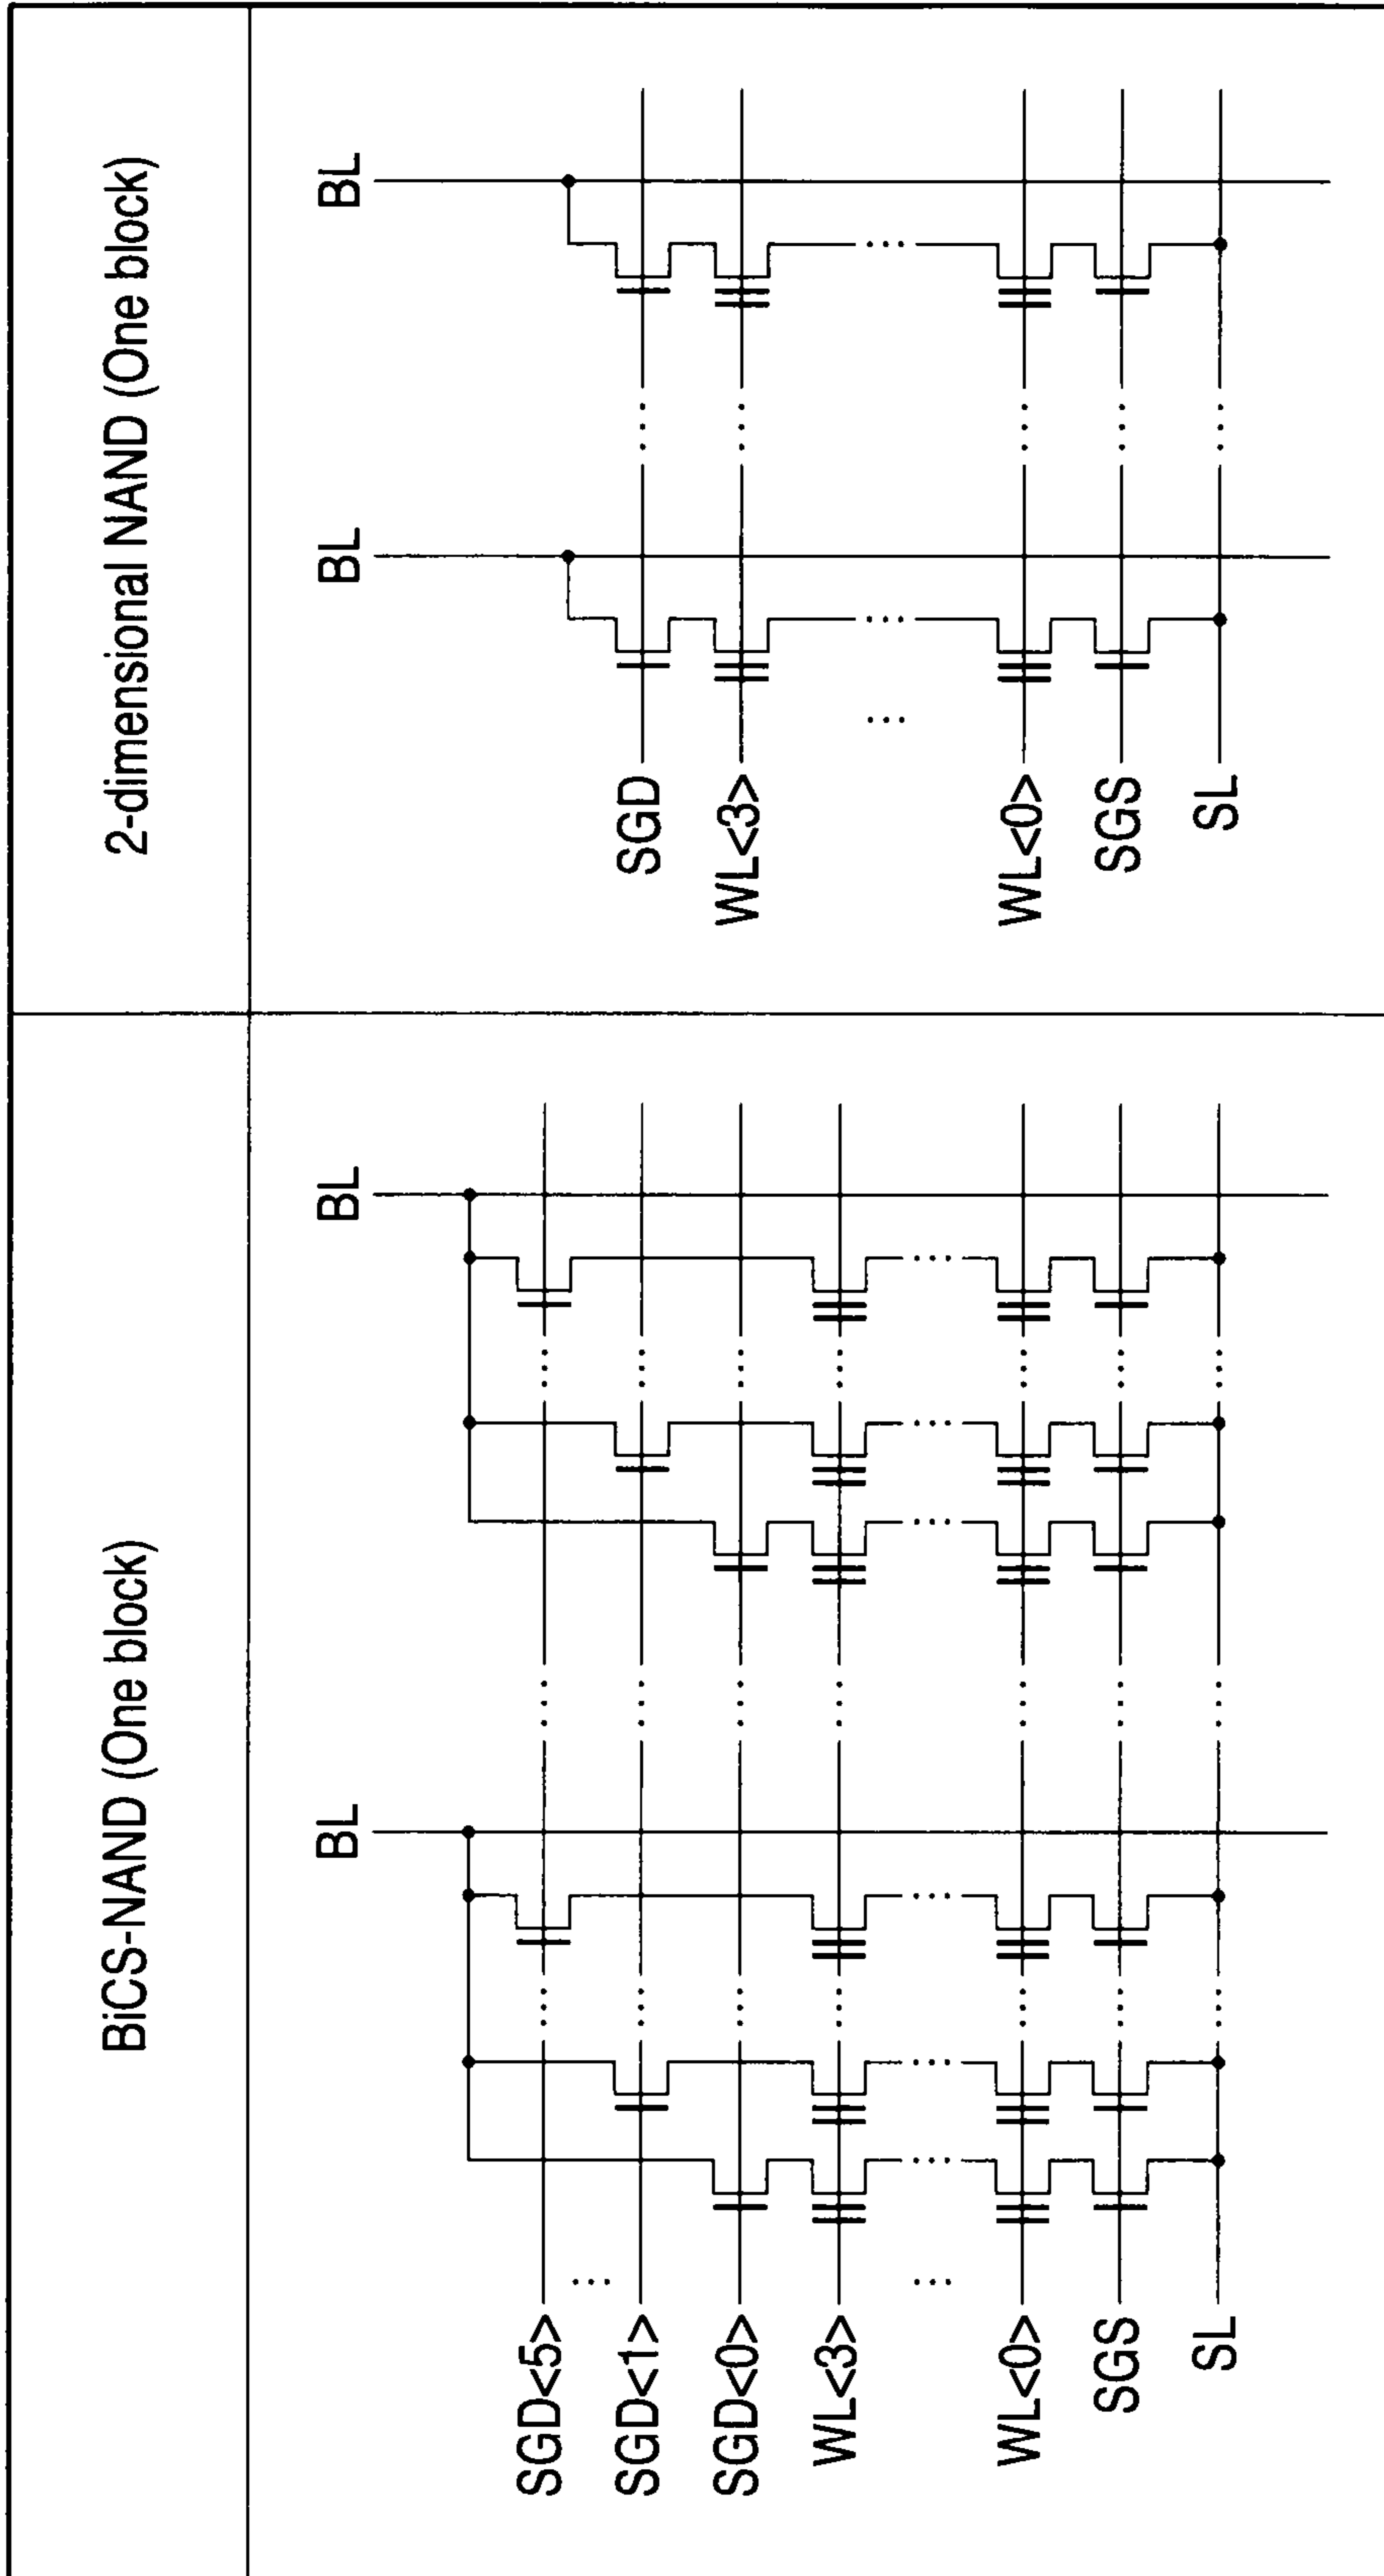 BiCS-NAND (One block)
2-dimensional NAND (One block)
BL
BL
SGD<5>
SGD<1>
SGD<0>
WL<3>
WL<0>
SGS
SL
BL
BL
SGD
WL<3>
WL<0>
SGS
SL